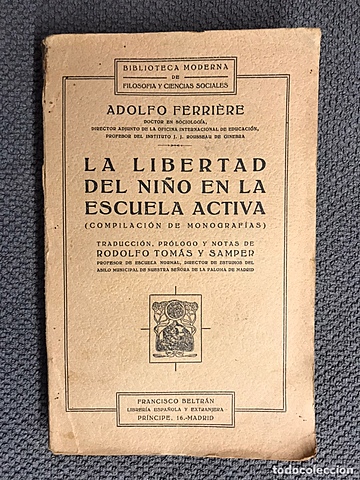 BIBLIOTECA MODERNA
DE
FILOSOFIA Y CIENCIAS SOCIALES
ADOLFO FERRIÈRE
DOCTOR EN SOCIOLOGÍA,
DIRECTOR ADJUNTO DE LA OFICINA INTERNACIONAL DE EDUCACIÓN,
PROFESOR DEL INSTITUTO J. J. ROUSSEAU DE GINEBRA
LA LIBERTAD
DEL NIÑO EN LA
ESCUELA ACTIVA
(COMPILACIÓN DE MONOGRAFÍAS)
TRADUCCIÓN, PRÓLOGO Y NOTAS DE
RODOLFO TOMÁS Y SAMPER
PROFESOR DE ESCUELA NORMAL, DIRECTOR DE ESTUDIOS DEL
ASILO MUNICIPAL DE NUESTRA SEÑORA DE LA PALOMA DE MADRID
FRANCISCO BELTRÁN
LIBRERÍA ESPAÑOLA Y EXTRANJERA
PRÍNCIPE, 16.-MADRID
todocoleccion